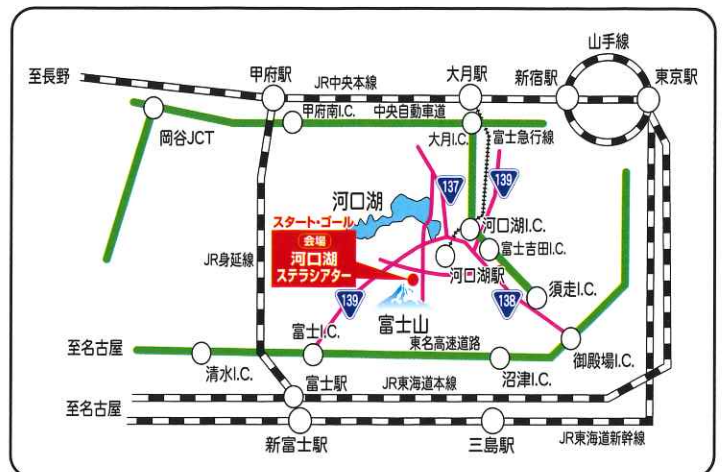 山手線
至長野
甲府駅
JR中央本線
大月駅
新宿駅
東京駅
岡谷JCT
甲府南I.C.
中央自動車道
大月I.C.
富士急行線
137
139
河口湖
スタート・ゴール
会場
河口湖
ステラシアター
河口湖I.C.
富士吉田I.C.
JR身延線
河口湖駅
須走I.C.
139
富士山
138
富士I.C.
東名高速道路
御殿場I.C.
至名古屋
清水I.C.
沼津I.C.
富士駅
JR東海道本線
至名古屋
新富士駅
三島駅
JR東海道新幹線